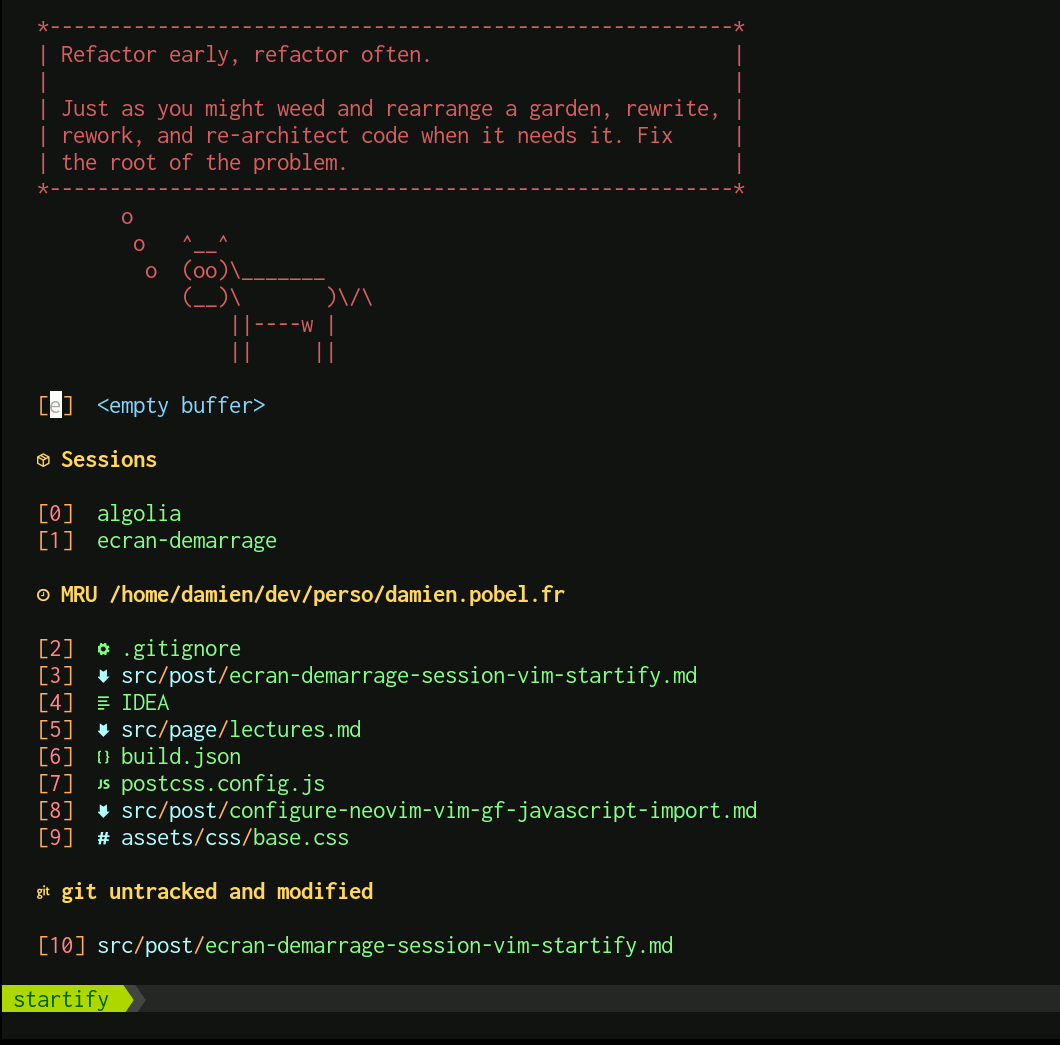 *---------------------------------------------------------*
| Refactor early, refactor often.                         |
|                                                         |
| Just as you might weed and rearrange a garden, rewrite, |
| rework, and re-architect code when it needs it. Fix     |
| the root of the problem.                                |
*---------------------------------------------------------*
       o
        o   ^__^
         o  (oo)\_______
            (__)\       )\/\
                ||----w |
                ||     ||
[e]  <empty buffer>
Sessions
[0]  algolia
[1]  ecran-demarrage
MRU /home/damien/dev/perso/damien.pobel.fr
[2]  .gitignore
[3]  src/post/ecran-demarrage-session-vim-startify.md
[4]  IDEA
[5]  src/page/lectures.md
[6]  {} build.json
[7]  JS postcss.config.js
[8]  src/post/configure-neovim-vim-gf-javascript-import.md
[9]  # assets/css/base.css
git git untracked and modified
[10] src/post/ecran-demarrage-session-vim-startify.md
startify